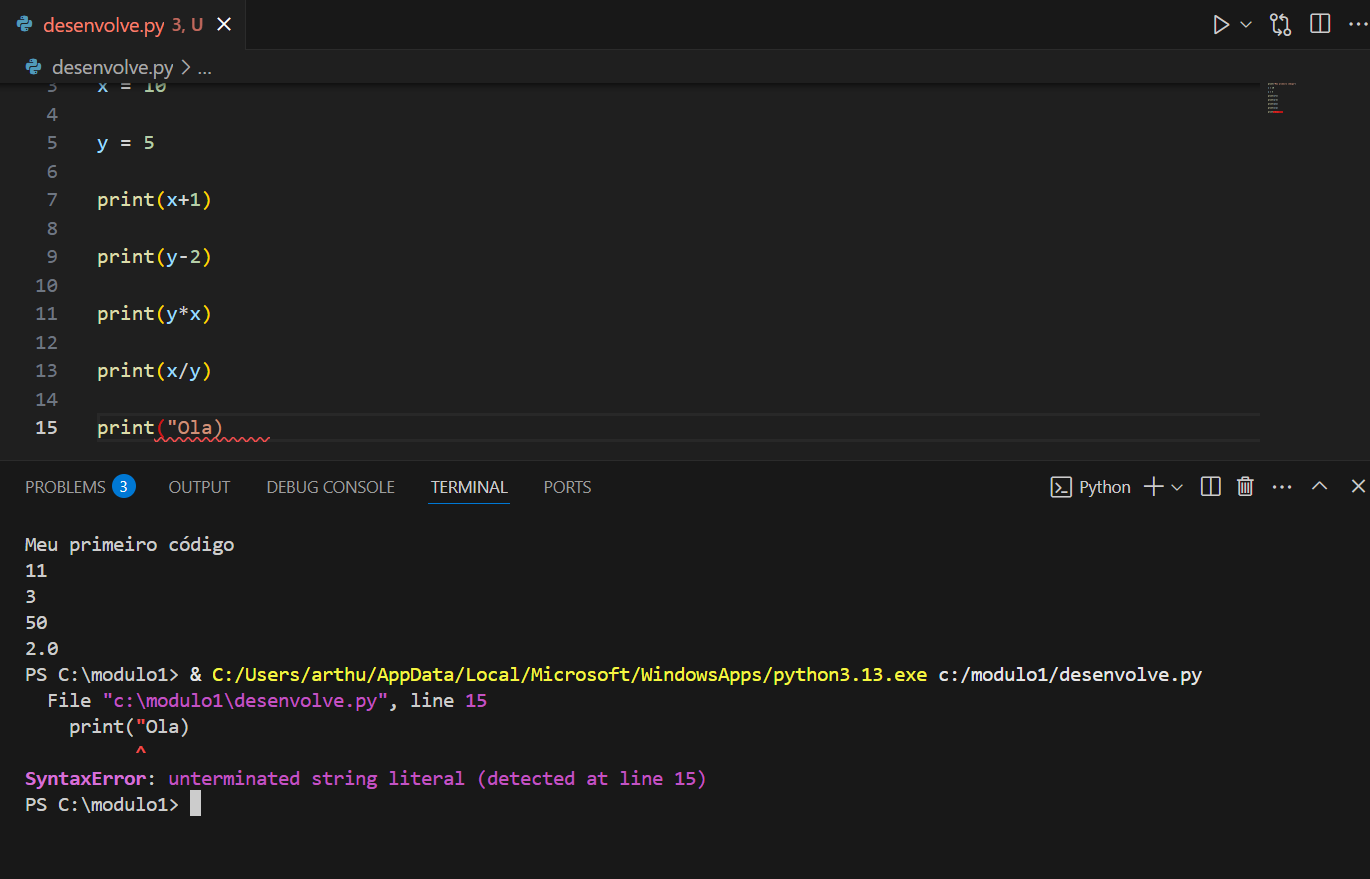 desenvolve.py 3, U
desenvolve.py > ...
3 x = 10
4
5 y = 5
6
7 print(x+1)
8
9 print(y-2)
10
11 print(y*x)
12
13 print(x/y)
14
15 print("Ola)
PROBLEMS 3 OUTPUT DEBUG CONSOLE TERMINAL PORTS Python
Meu primeiro código
11
3
50
2.0
PS C:\modulo1> & C:/Users/arthu/AppData/Local/Microsoft/WindowsApps/python3.13.exe c:/modulo1/desenvolve.py
File "c:\modulo1\desenvolve.py", line 15
print("Ola)
^
SyntaxError: unterminated string literal (detected at line 15)
PS C:\modulo1>